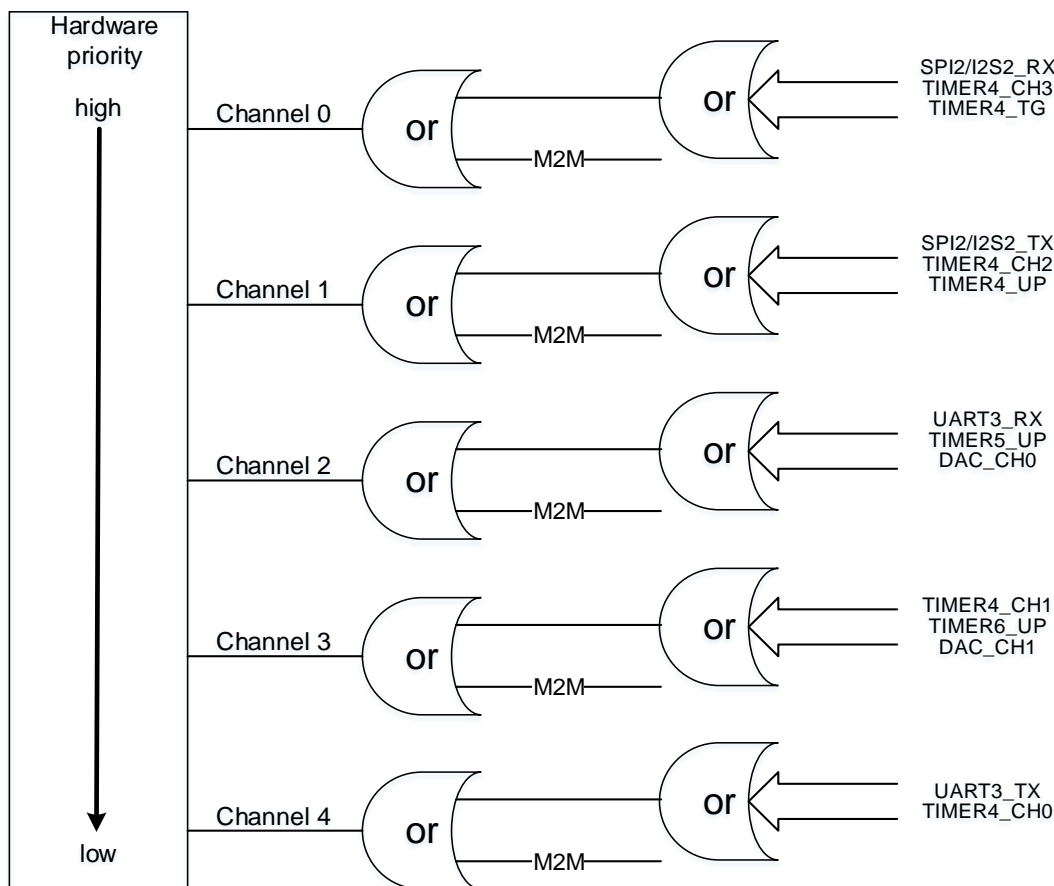 Hardware
priority
high
low
Channel 0
or
M2M
or
SPI2/I2S2_RX
TIMER4_CH3
TIMER4_TG
Channel 1
or
M2M
or
SPI2/I2S2_TX
TIMER4_CH2
TIMER4_UP
Channel 2
or
M2M
or
UART3_RX
TIMER5_UP
DAC_CH0
Channel 3
or
M2M
or
TIMER4_CH1
TIMER6_UP
DAC_CH1
Channel 4
or
M2M
or
UART3_TX
TIMER4_CH0